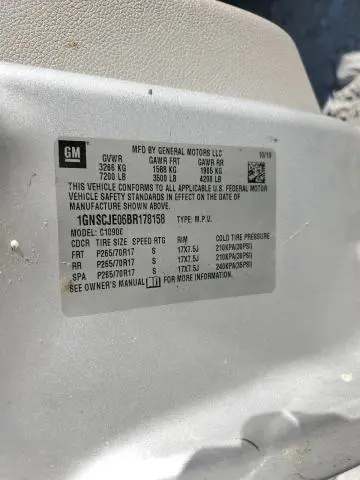 GM
MFD BY GENERAL MOTORS LLC 10/10
GVWR GAWR FRT GAWR RR
3266 KG 1588 KG 1905 KG
7200 LB 3500 LB 4200 LB
THIS VEHICLE CONFORMS TO ALL APPLICABLE U.S. FEDERAL MOTOR
VEHICLE SAFETY STANDARDS IN EFFECT ON THE DATE OF MANUFACTURE
SHOWN ABOVE.
1GNSCJE06BR178158 TYPE: M.P.U.
MODEL: C10906
CDCR TIRE SIZE SPEED RTG RIM COLD TIRE PRESSURE
FRT P265/70R17 S 17X7.5J 210KPA(30PSI)
RR P265/70R17 S 17X7.5J 210KPA(30PSI)
SPA P265/70R17 S 17X7.5J 240KPA(35PSI)
SEE OWNER'S MANUAL FOR MORE INFORMATION.